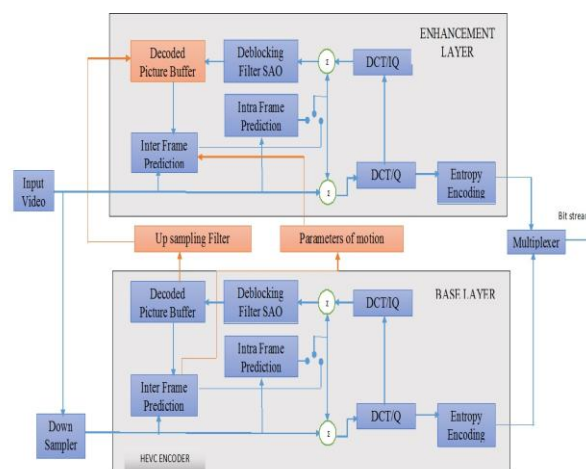 ENHANCEMENT
LAYER
Decoded
Picture Buffer
Deblocking
Filter SAO
Σ
DCT/IQ
Intra Frame
Prediction
Inter Frame
Prediction
Input
Video
Σ
DCT/Q
Entropy
Encoding
Bit stream
Multiplexer
Up sampling Filter
Parameters of motion
BASE LAYER
Decoded
Picture Buffer
Deblocking
Filter SAO
Σ
DCT/IQ
Intra Frame
Prediction
Inter Frame
Prediction
Down
Sampler
Σ
DCT/Q
Entropy
Encoding
HEVC ENCODER